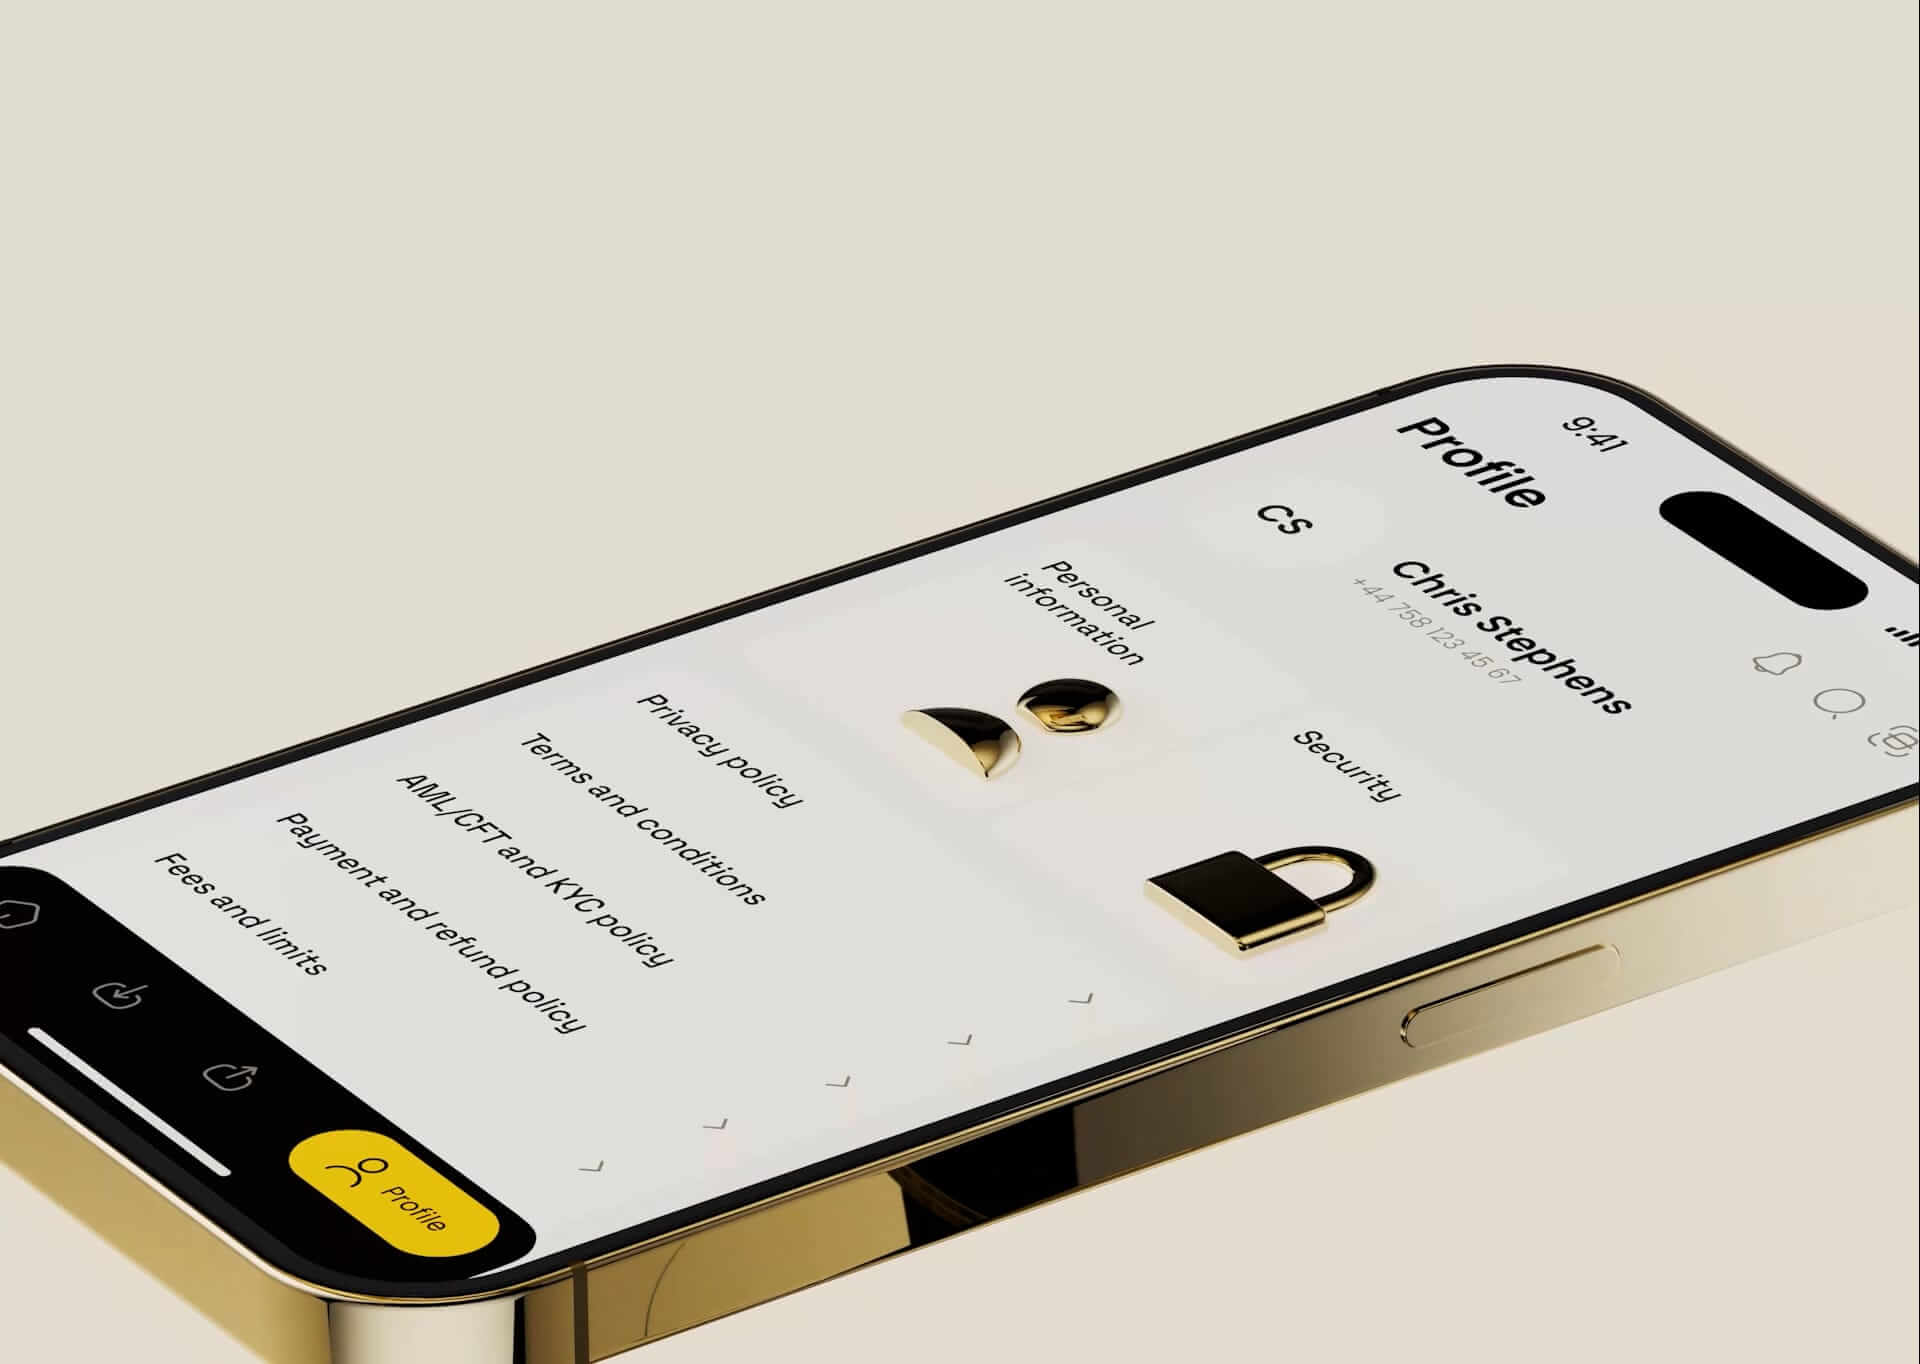 9:41
Profile
CS
Chris Stephens
+44 758 123 45 67
Personal
information
Security
Privacy policy
Terms and conditions
AML/CFT and KYC policy
Payment and refund policy
Fees and limits
Profile